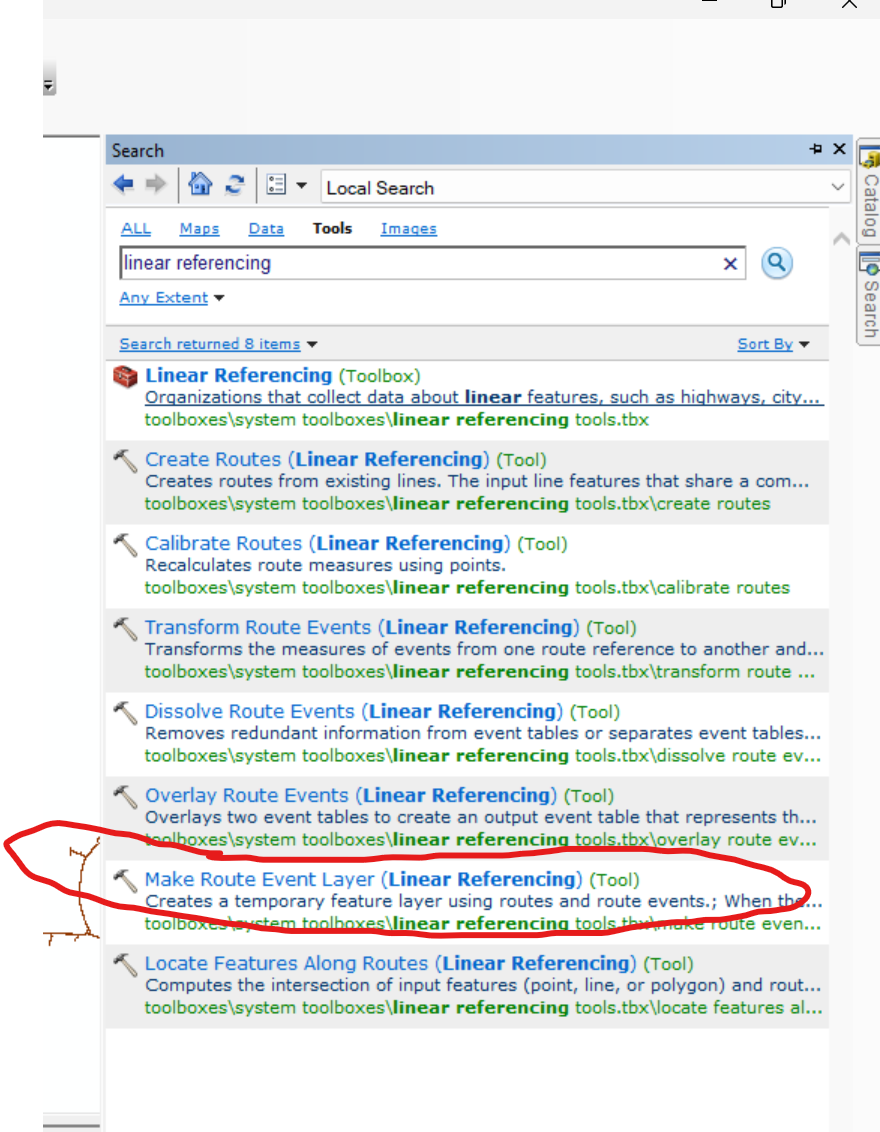 Search
Local Search
ALL Maps Data Tools Images
linear referencing
Any Extent
Search returned 8 items Sort By
Linear Referencing (Toolbox)
Organizations that collect data about linear features, such as highways, city...
toolboxes\system toolboxes\linear referencing tools.tbx
Create Routes (Linear Referencing) (Tool)
Creates routes from existing lines. The input line features that share a com...
toolboxes\system toolboxes\linear referencing tools.tbx\create routes
Calibrate Routes (Linear Referencing) (Tool)
Recalculates route measures using points.
toolboxes\system toolboxes\linear referencing tools.tbx\calibrate routes
Transform Route Events (Linear Referencing) (Tool)
Transforms the measures of events from one route reference to another and...
toolboxes\system toolboxes\linear referencing tools.tbx\transform route ...
Dissolve Route Events (Linear Referencing) (Tool)
Removes redundant information from event tables or separates event tables...
toolboxes\system toolboxes\linear referencing tools.tbx\dissolve route ev...
Overlay Route Events (Linear Referencing) (Tool)
Overlays two event tables to create an output event table that represents th...
toolboxes\system toolboxes\linear referencing tools.tbx\overlay route ev...
Make Route Event Layer (Linear Referencing) (Tool)
Creates a temporary feature layer using routes and route events.; When the...
toolboxes\system toolboxes\linear referencing tools.tbx\make route even...
Locate Features Along Routes (Linear Referencing) (Tool)
Computes the intersection of input features (point, line, or polygon) and rout...
toolboxes\system toolboxes\linear referencing tools.tbx\locate features al...
Catalog
Search